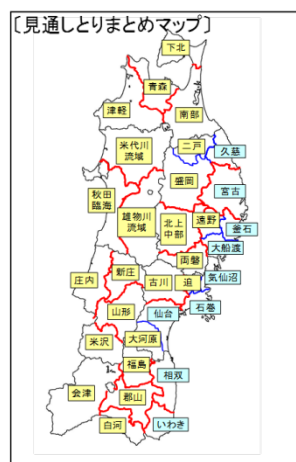 〔見通しとりまとめマップ〕
下北
青森
津軽
南部
二戸
久慈
米代川
流域
盛岡
宮古
秋田
臨海
雄物川
流域
北上
中部
遠野
釜石
大船渡
両磐
気仙沼
庄内
新庄
古川
迫
石巻
山形
仙台
米沢
大河原
福島
相双
会津
郡山
白河
いわき